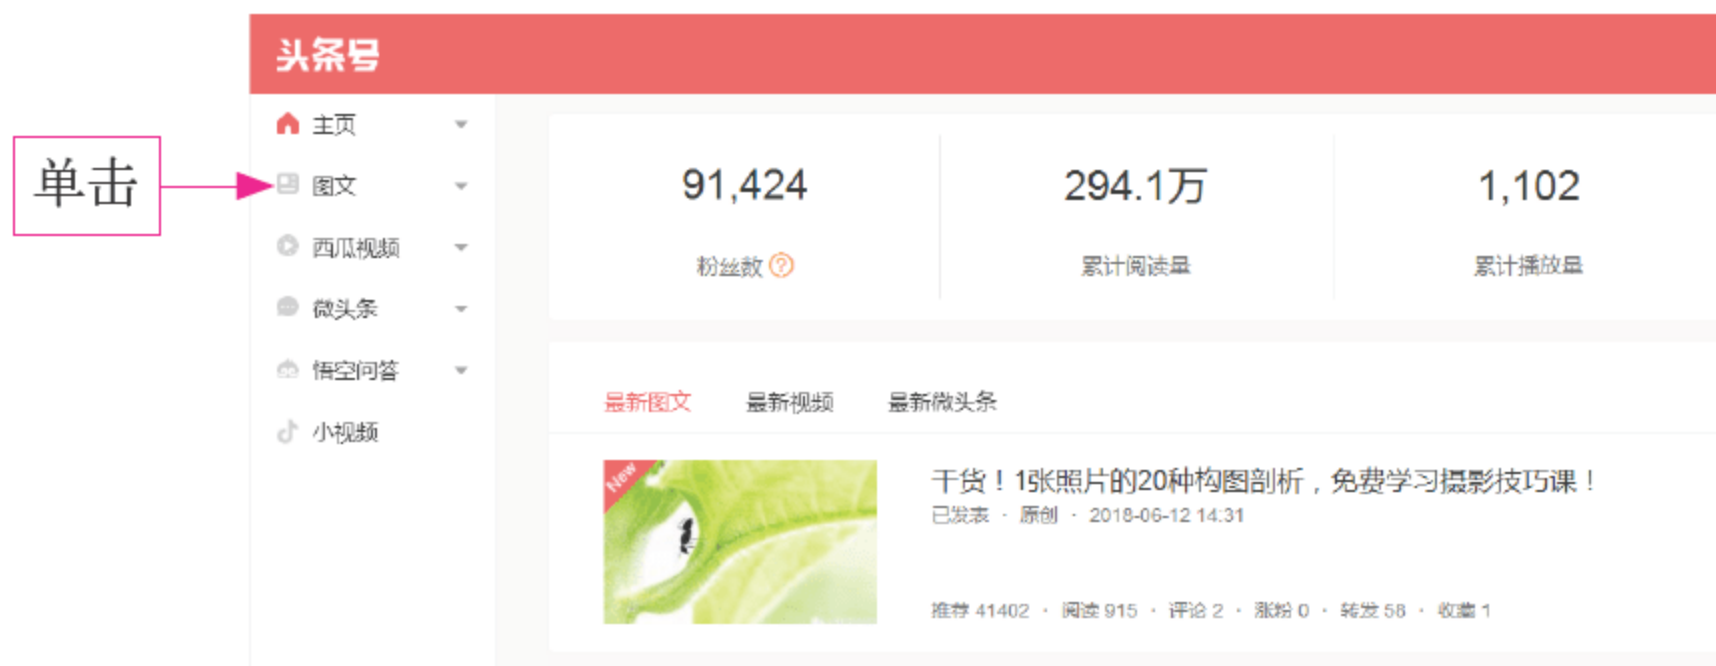 头条号
主页
单击
图文
西瓜视频
微头条
悟空问答
小视频
91,424
294.1万
1,102
粉丝数?
累计阅读量
累计播放量
最新图文 最新视频 最新微头条
New
干货！1张照片的20种构图剖析，免费学习摄影技巧课！
已发表 · 原创 · 2018-06-12 14:31
推荐 41402 · 阅读 915 · 评论 2 · 涨粉 0 · 转发 58 · 收藏 1